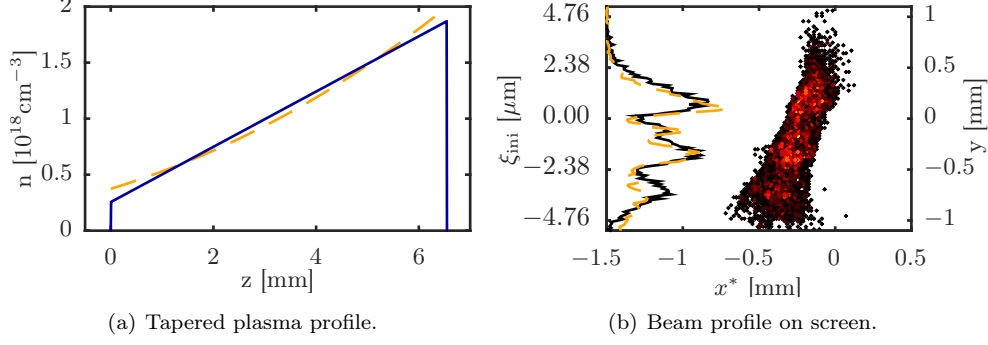 2
1.5
1
0.5
0
n [10^18 cm^−3]
0 2 4 6
z [mm]
(a) Tapered plasma profile.
4.76
2.38
0.00
−2.38
−4.76
ξ_ini [μm]
1
0.5
0
−0.5
−1
y [mm]
−1.5 −1 −0.5 0 0.5
x* [mm]
(b) Beam profile on screen.